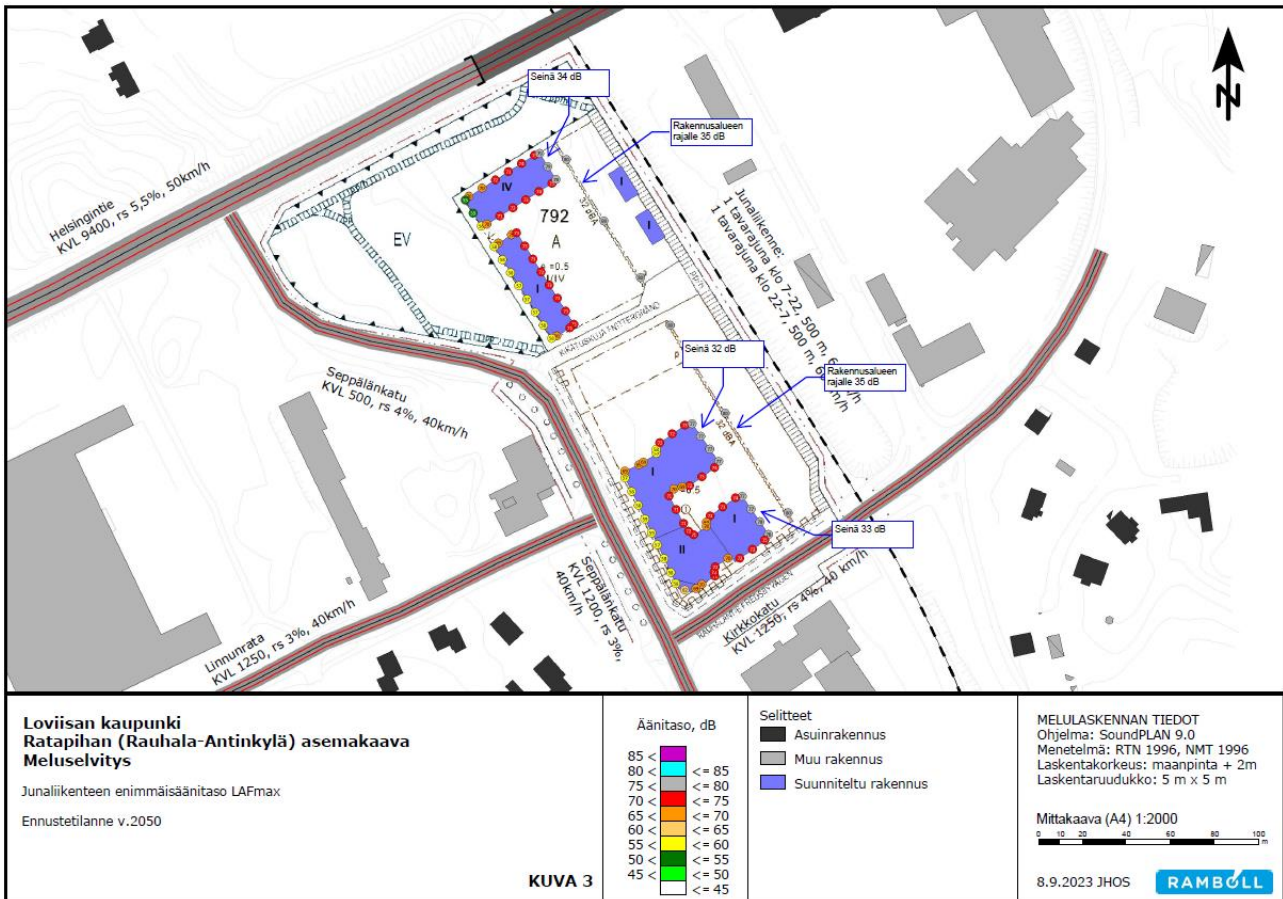 Seinä 34 dB
Rakennusalueen
rajalle 35 dB
N
Helsingintie
KVL 9400, rs 5,5%, 50km/h
IV
792
A
EV
32 dBA
I
I
Junaliikenne:
1 tavarajuna klo 7-22, 500 m,
1 tavarajuna klo 22-7, 500 m,
I
Seinä 32 dB
Rakennusalueen
rajalle 35 dB
Seppälänkatu
KVL 500, rs 4%, 40km/h
32 dBA
I
I
II
Seinä 33 dB
Seppälänkatu
KVL 1200, rs 3%,
40km/h
Kirkkokatu
KVL 1250, rs 4%, 40 km/h
Linnunrata
KVL 1250, rs 3%, 40km/h
Loviisan kaupunki
Ratapihan (Rauhala-Antinkylä) asemakaava
Meluselvitys
Junaliikenteen enimmäisäänitaso LAFmax
Ennustetilanne v.2050
KUVA 3
Äänitaso, dB
85 <
80 < <= 85
75 < <= 80
70 < <= 75
65 < <= 70
60 < <= 65
55 < <= 60
50 < <= 55
45 < <= 50
<= 45
Selitteet
Asuinrakennus
Muu rakennus
Suunniteltu rakennus
MELULASKENNAN TIEDOT
Ohjelma: SoundPLAN 9.0
Menetelmä: RTN 1996, NMT 1996
Laskentakorkeus: maanpinta + 2m
Laskentaruudukko: 5 m x 5 m
Mittakaava (A4) 1:2000
0 10 20 40 60 80 100
m
8.9.2023 JHOS
RAMBOLL